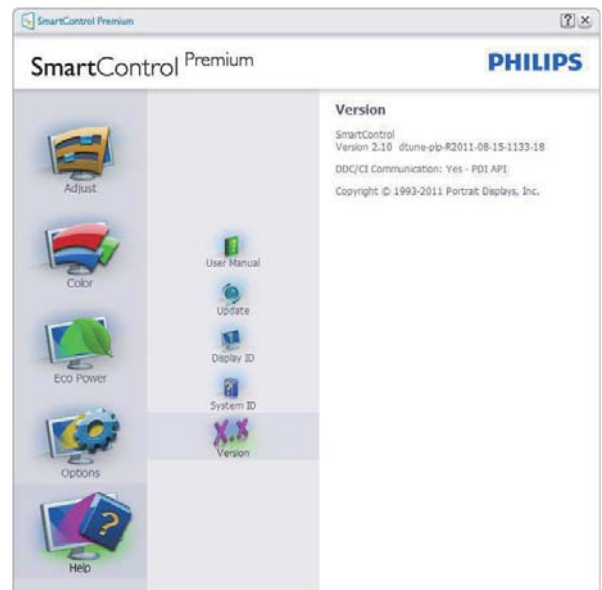 SmartControl Premium
SmartControl Premium
PHILIPS
Adjust
Color
Eco Power
Options
Help
User Manual
Update
Display ID
System ID
X.X
Version
Version
SmartControl
Version 2.10 dtune-plp-R2011-08-15-1133-18
DDC/CI Communication: Yes - PDI API
Copyright © 1993-2011 Portrait Displays, Inc.